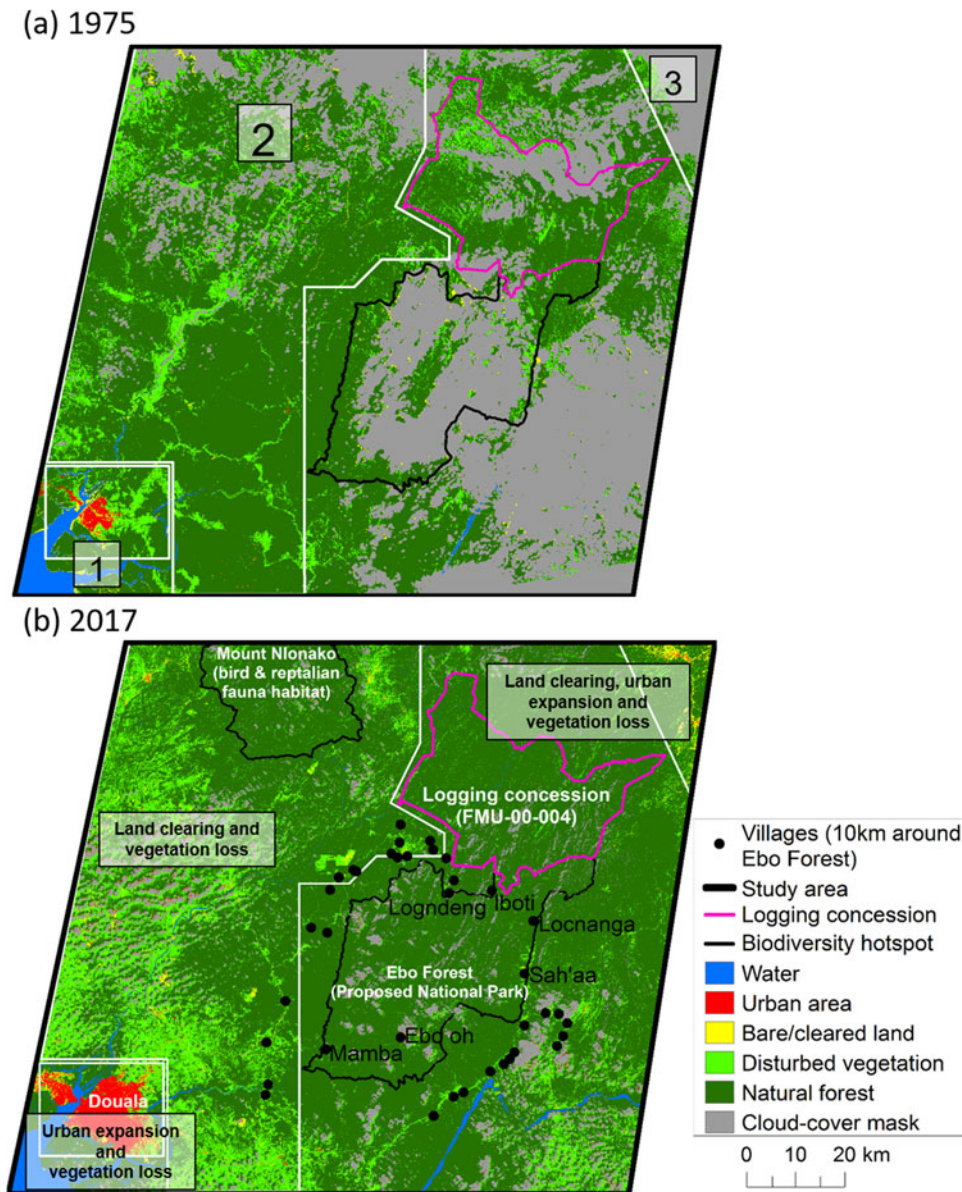 (a) 1975
3
2
1
(b) 2017
Mount Nlonako
(bird & reptalian
fauna habitat)
Land clearing, urban
expansion and
vegetation loss
Logging concession
(FMU-00-004)
Land clearing and
vegetation loss
Logndeng
Iboti
Locnanga
Sah'aa
Ebo Forest
(Proposed National Park)
Ebo oh
Mamba
Douala
Urban expansion
and
vegetation loss
Villages (10km around
Ebo Forest)
Study area
Logging concession
Biodiversity hotspot
Water
Urban area
Bare/cleared land
Disturbed vegetation
Natural forest
Cloud-cover mask
0 10 20 km